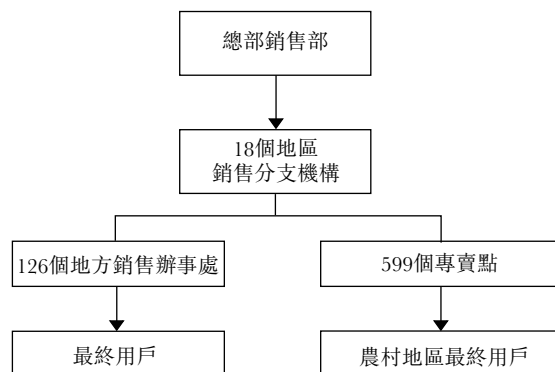 總部銷售部
18個地區
銷售分支機構
126個地方銷售辦事處
599個專賣點
最終用戶
農村地區最終用戶